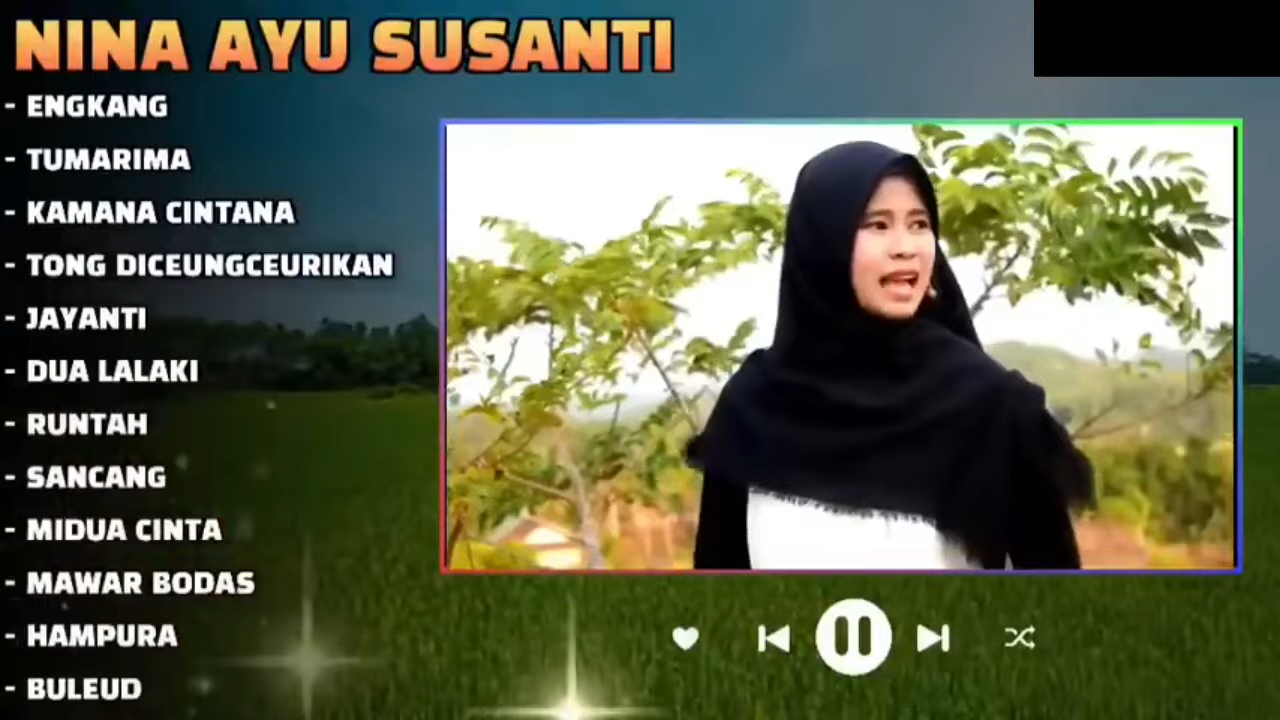 NINA AYU SUSANTI
- ENGKANG
- TUMARIMA
- KAMANA CINTANA
- TONG DICEUNGCEURIKAN
- JAYANTI
- DUA LALAKI
- RUNTAH
- SANCANG
- MIDUA CINTA
- MAWAR BODAS
- HAMPURA
- BULEUD